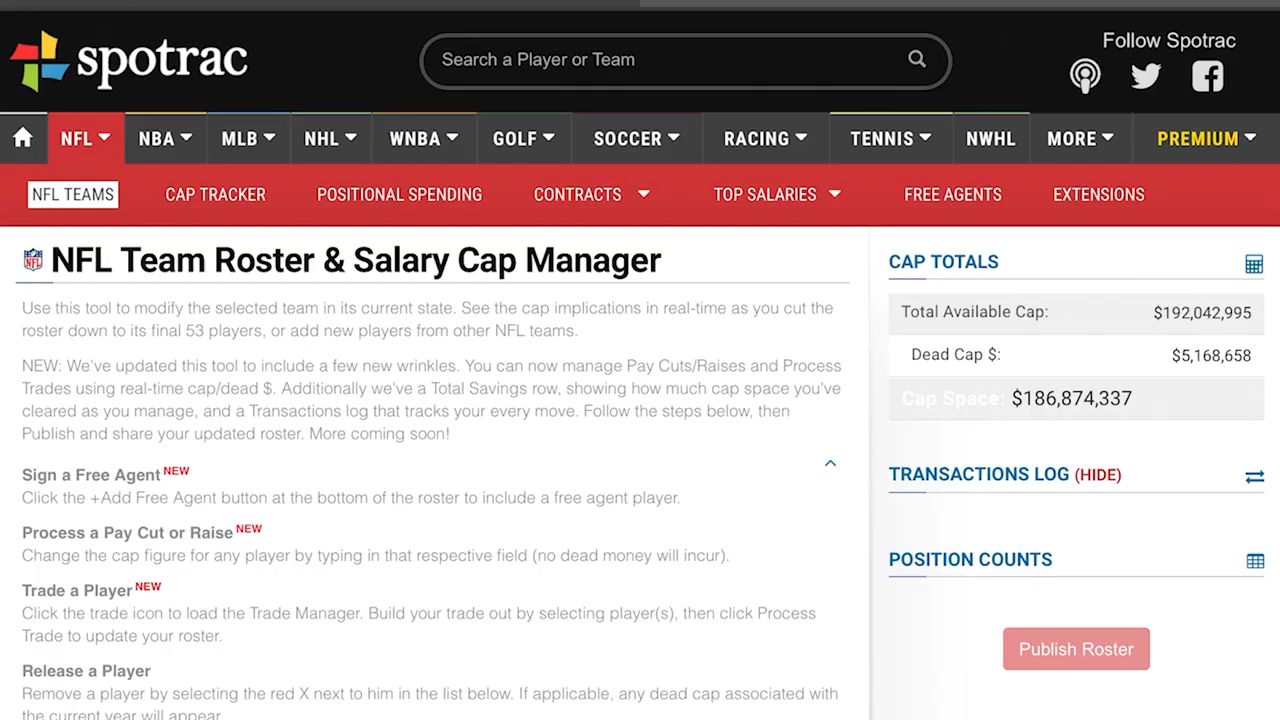 spotrac
Search a Player or Team
Follow Spotrac
NFL NBA MLB NHL WNBA GOLF SOCCER RACING TENNIS NWHL MORE PREMIUM
NFL TEAMS CAP TRACKER POSITIONAL SPENDING CONTRACTS TOP SALARIES FREE AGENTS EXTENSIONS
NFL NFL Team Roster & Salary Cap Manager
Use this tool to modify the selected team in its current state. See the cap implications in real-time as you cut the
roster down to its final 53 players, or add new players from other NFL teams.
NEW: We've updated this tool to include a few new wrinkles. You can now manage Pay Cuts/Raises and Process
Trades using real-time cap/dead $. Additionally we've a Total Savings row, showing how much cap space you've
cleared as you manage, and a Transactions log that tracks your every move. Follow the steps below, then
Publish and share your updated roster. More coming soon!
Sign a Free Agent NEW
Click the +Add Free Agent button at the bottom of the roster to include a free agent player.
Process a Pay Cut or Raise NEW
Change the cap figure for any player by typing in that respective field (no dead money will incur).
Trade a Player NEW
Click the trade icon to load the Trade Manager. Build your trade out by selecting player(s), then click Process
Trade to update your roster.
Release a Player
Remove a player by selecting the red X next to him in the list below. If applicable, any dead cap associated with
the current year will appear.
CAP TOTALS
Total Available Cap: $192,042,995
Dead Cap $: $5,168,658
Cap Space: $186,874,337
TRANSACTIONS LOG (HIDE)
POSITION COUNTS
Publish Roster